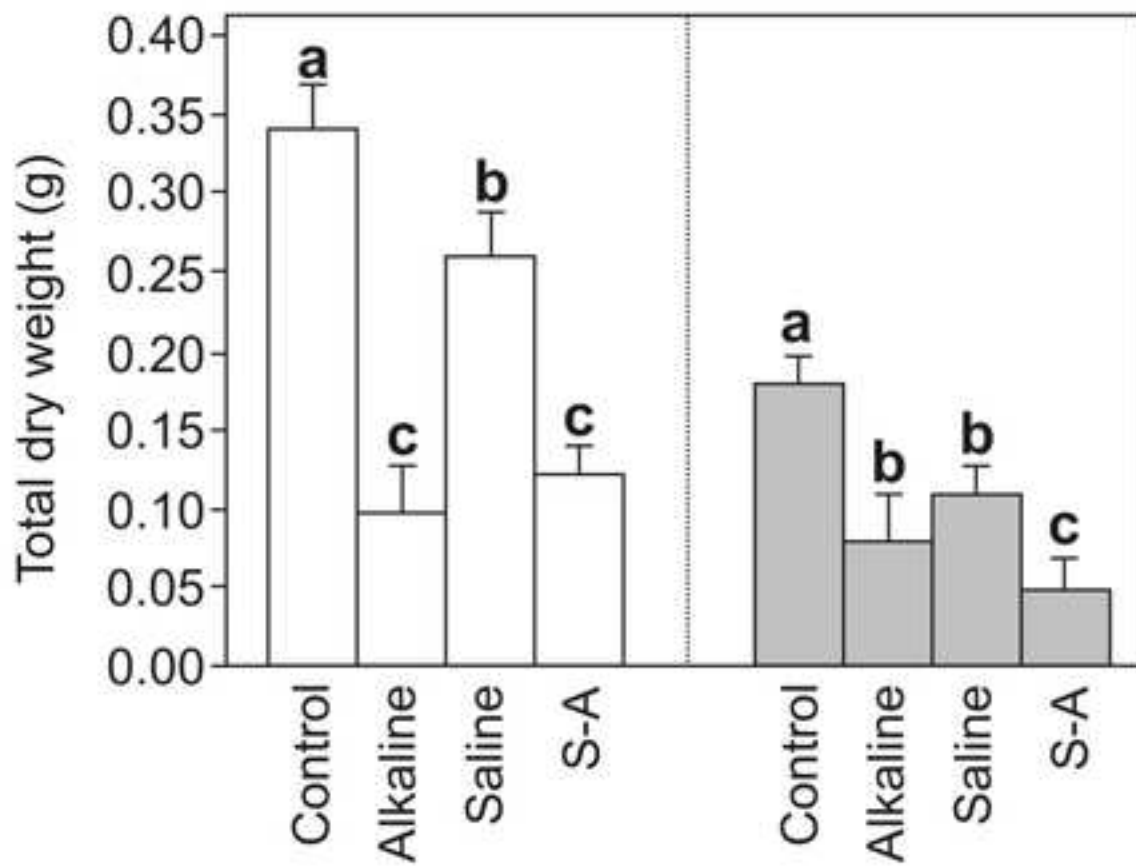 Total dry weight (g)
0.40
0.35
0.30
0.25
0.20
0.15
0.10
0.05
0.00
a
c
b
c
a
b
b
c
Control
Alkaline
Saline
S-A
Control
Alkaline
Saline
S-A